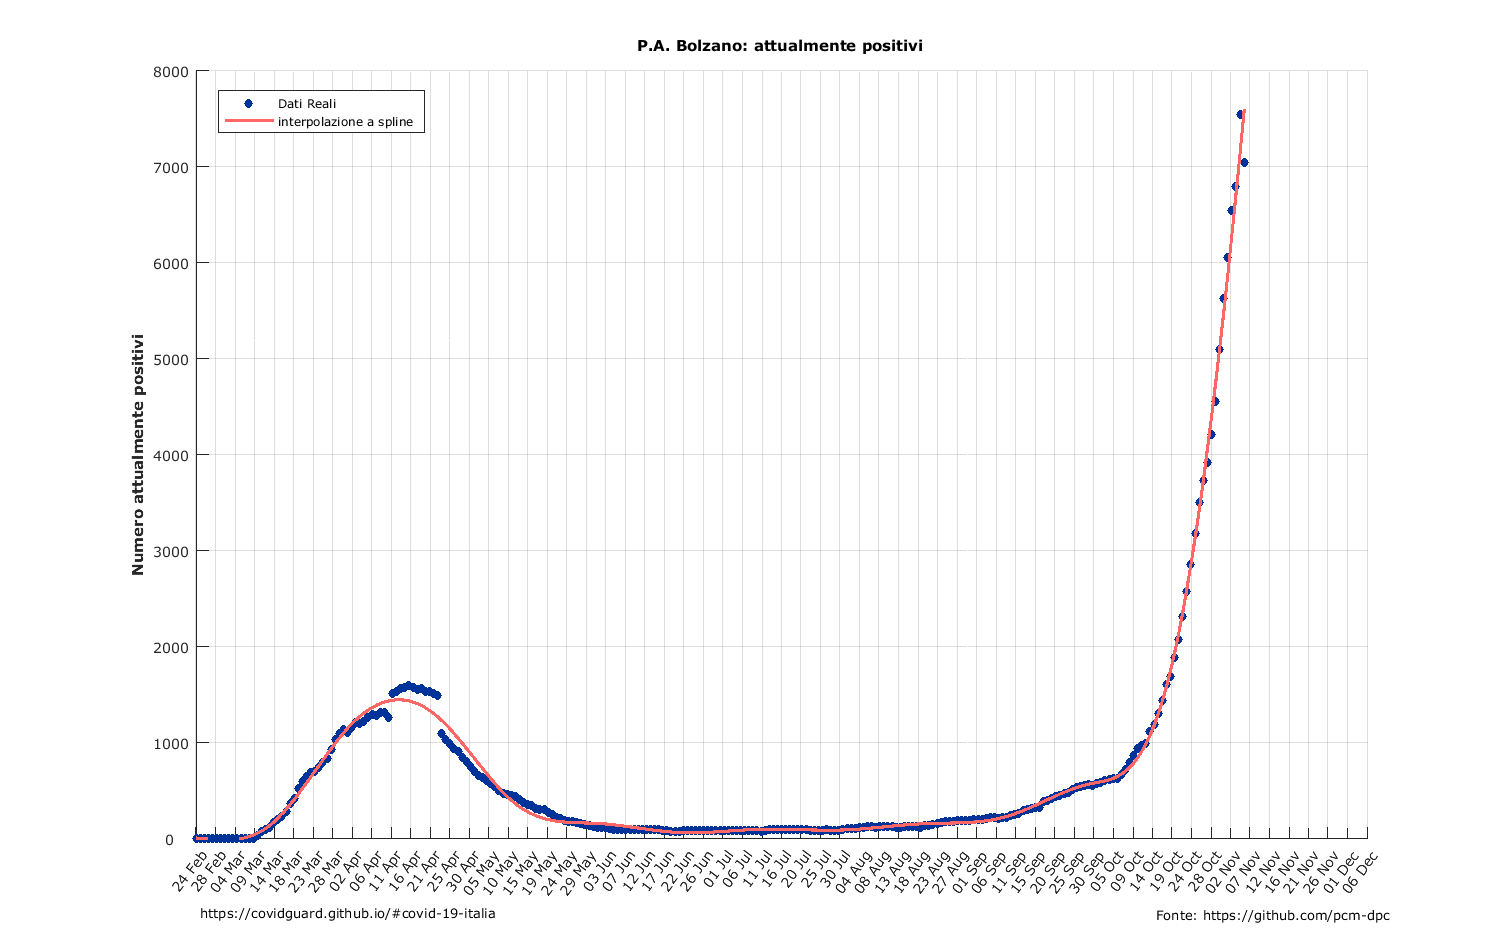 P.A. Bolzano: attualmente positivi
8000
7000
6000
5000
4000
3000
2000
1000
0
Numero attualmente positivi
Dati Reali
interpolazione a spline
24 Feb
28 Feb
04 Mar
09 Mar
14 Mar
18 Mar
23 Mar
28 Mar
02 Apr
06 Apr
11 Apr
16 Apr
21 Apr
25 Apr
30 Apr
05 May
10 May
15 May
19 May
24 May
29 May
03 Jun
07 Jun
12 Jun
17 Jun
22 Jun
26 Jun
01 Jul
06 Jul
11 Jul
16 Jul
20 Jul
25 Jul
30 Jul
04 Aug
08 Aug
13 Aug
18 Aug
23 Aug
27 Aug
01 Sep
06 Sep
11 Sep
15 Sep
20 Sep
25 Sep
30 Sep
05 Oct
09 Oct
14 Oct
19 Oct
24 Oct
28 Oct
02 Nov
07 Nov
12 Nov
16 Nov
21 Nov
26 Nov
01 Dec
06 Dec
https://covidguard.github.io/#covid-19-italia
Fonte: https://github.com/pcm-dpc